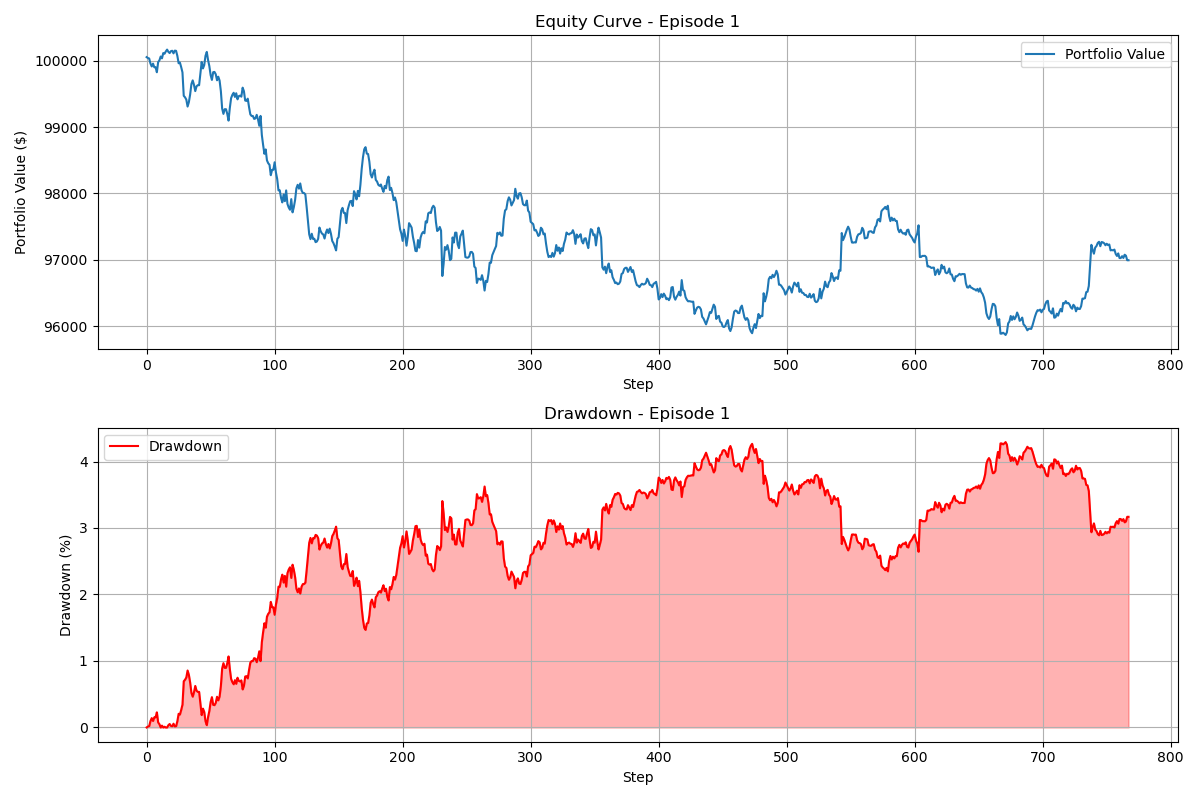 Equity Curve - Episode 1
Portfolio Value ($)
100000
99000
98000
97000
96000
Portfolio Value
0 100 200 300 400 500 600 700 800
Step
Drawdown - Episode 1
Drawdown (%)
4
3
2
1
0
Drawdown
0 100 200 300 400 500 600 700 800
Step